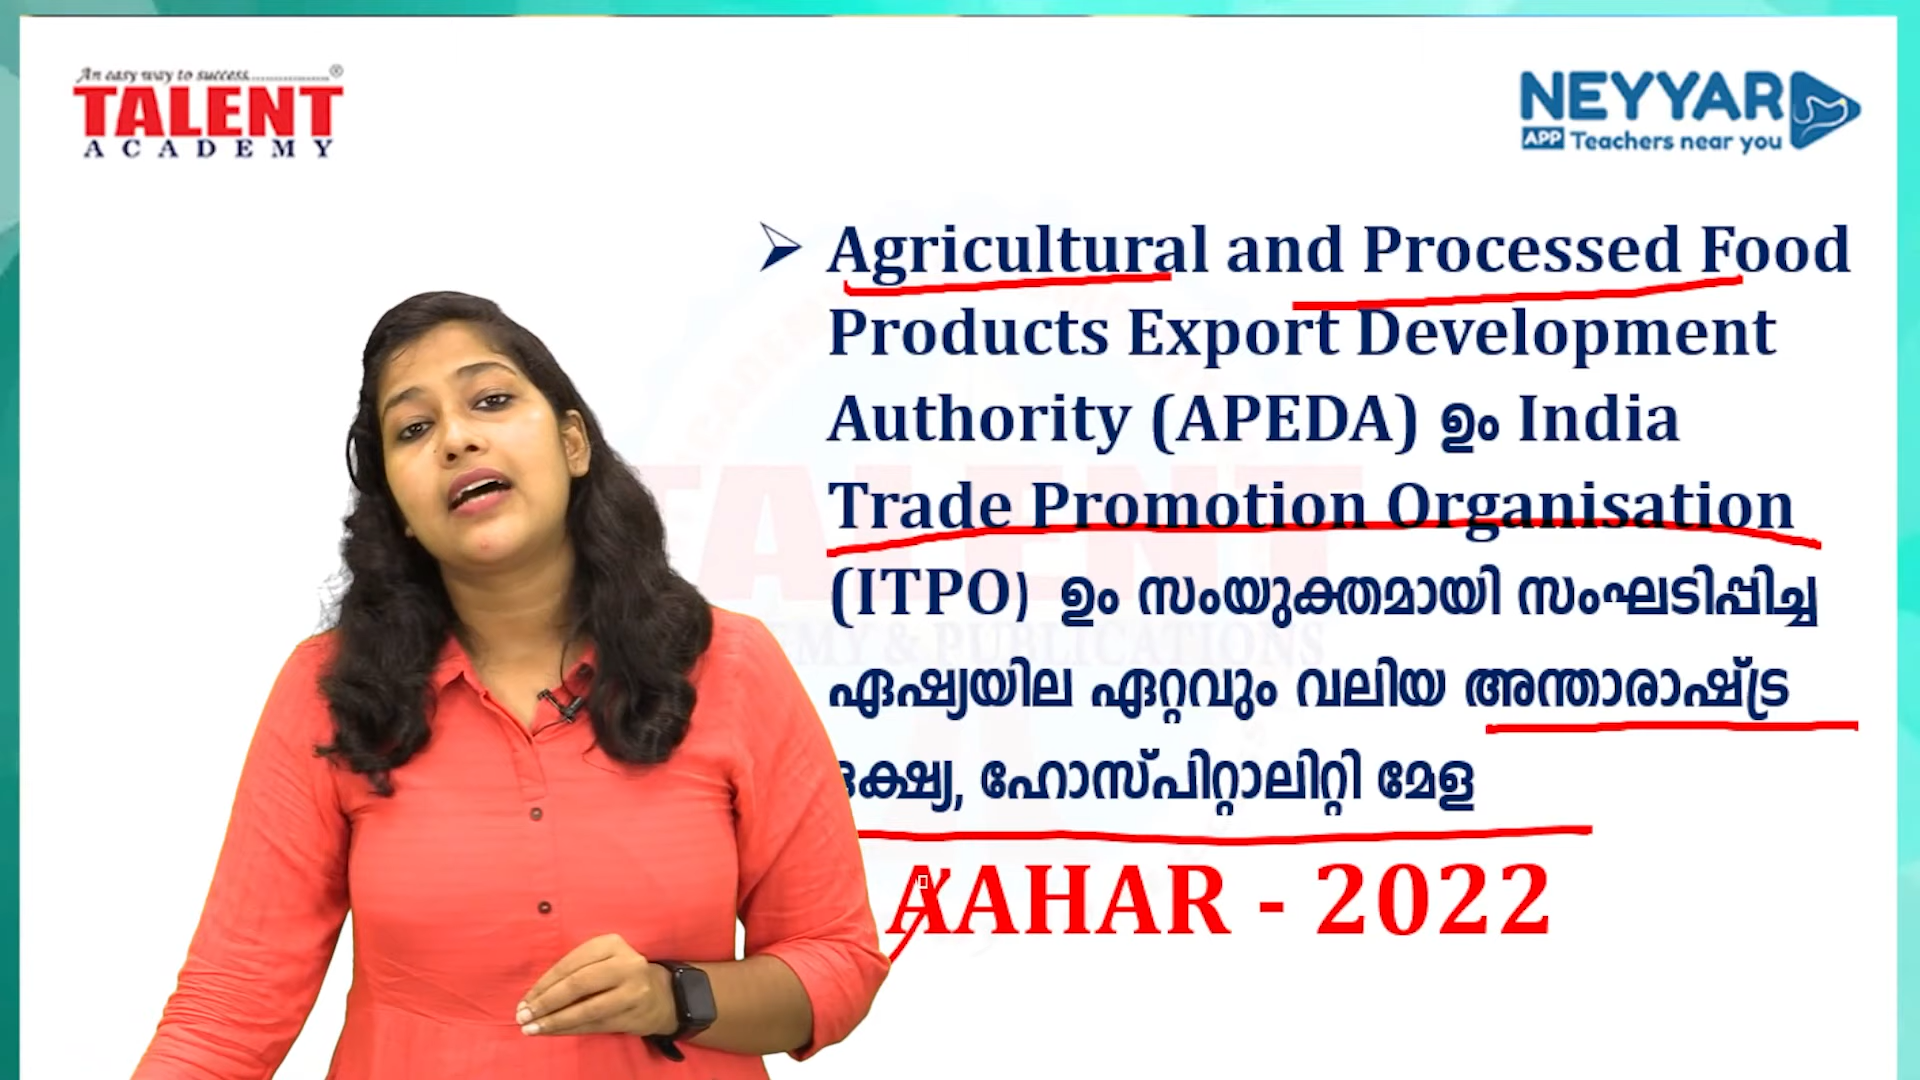 An easy way to success.................®
TALENT
ACADEMY
NEYYAR
APP Teachers near you
➢ Agricultural and Processed Food
Products Export Development
Authority (APEDA) ഉം India
Trade Promotion Organisation
(ITPO) ഉം സംയുക്തമായി സംഘടിപ്പിച്ച
ഏഷ്യയില ഏറ്റവും വലിയ അന്താരാഷ്ട്ര
ഭക്ഷ്യ, ഹോസ്പിറ്റാലിറ്റി മേള
AAHAR - 2022
TALENT